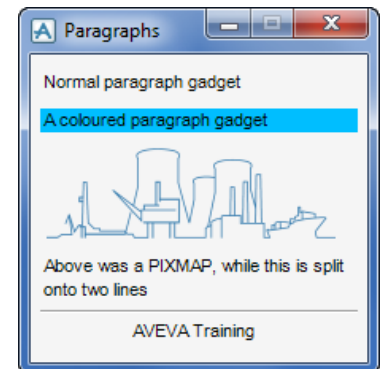 Paragraphs
Normal paragraph gadget
A coloured paragraph gadget
Above was a PIXMAP, while this is split
onto two lines
AVEVA Training